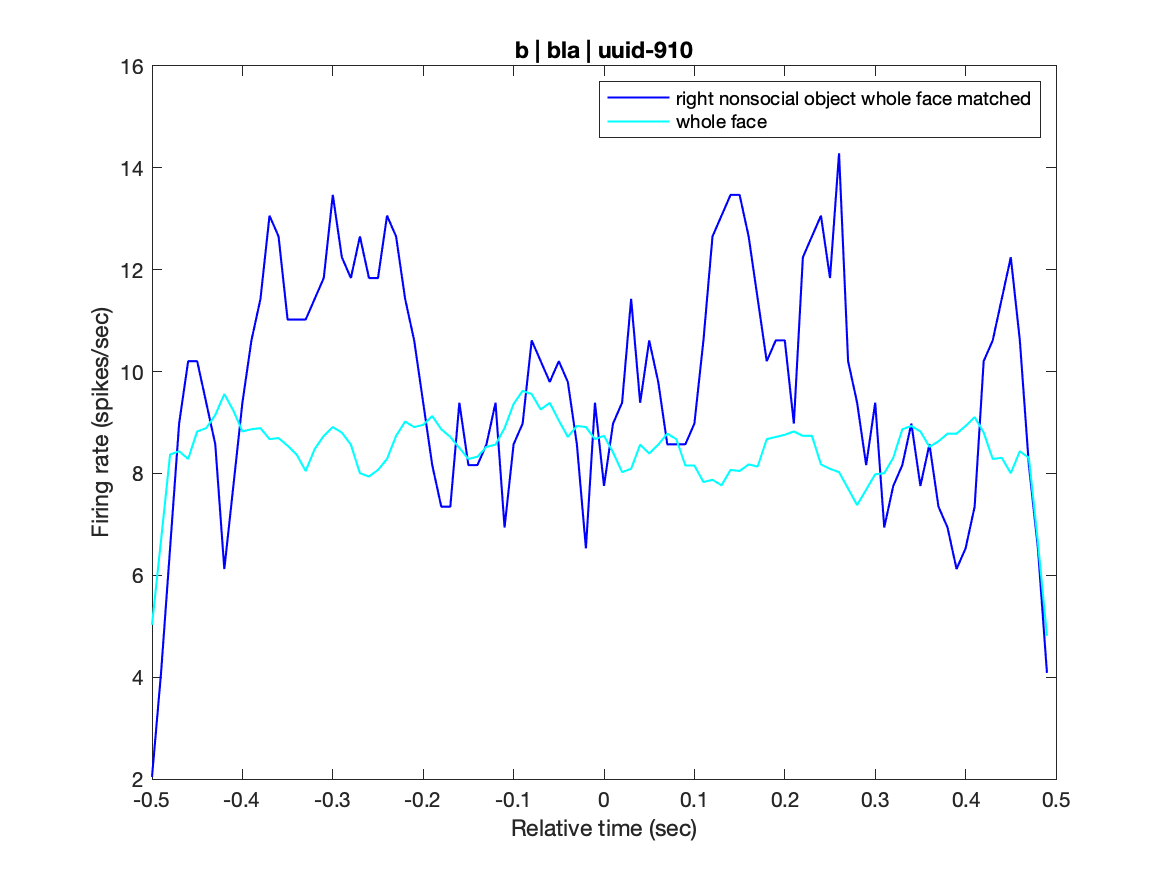 b | bla | uuid-910
right nonsocial object whole face matched
whole face
16
14
12
10
8
6
4
2
Firing rate (spikes/sec)
-0.5 -0.4 -0.3 -0.2 -0.1 0 0.1 0.2 0.3 0.4 0.5
Relative time (sec)